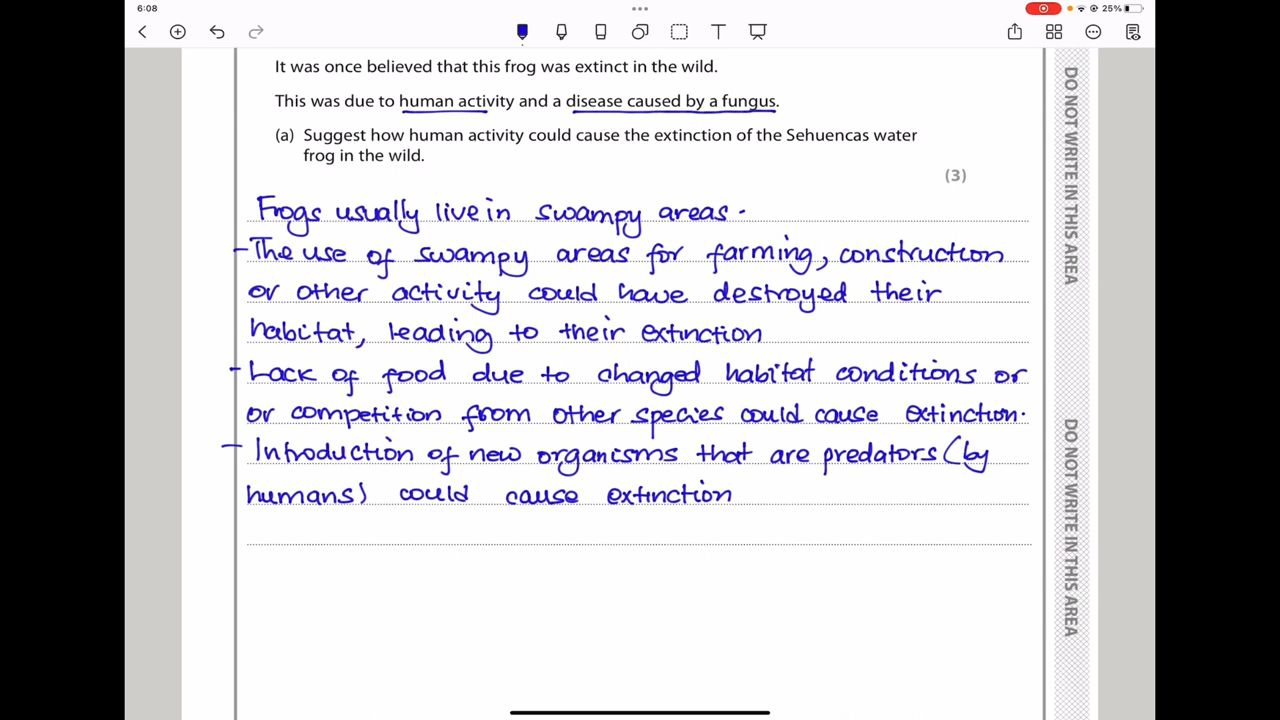 6:08
25%
It was once believed that this frog was extinct in the wild.
This was due to human activity and a disease caused by a fungus.
(a) Suggest how human activity could cause the extinction of the Sehuencas water
frog in the wild.
(3)
Frogs usually live in swampy areas.
- The use of swampy areas for farming, construction
or other activity could have destroyed their
habitat, leading to their extinction
- Lack of food due to changed habitat conditions or
or competition from other species could cause extinction.
- Introduction of new organisms that are predators (by
humans) could cause extinction
DO NOT WRITE IN THIS AREA
DO NOT WRITE IN THIS AREA